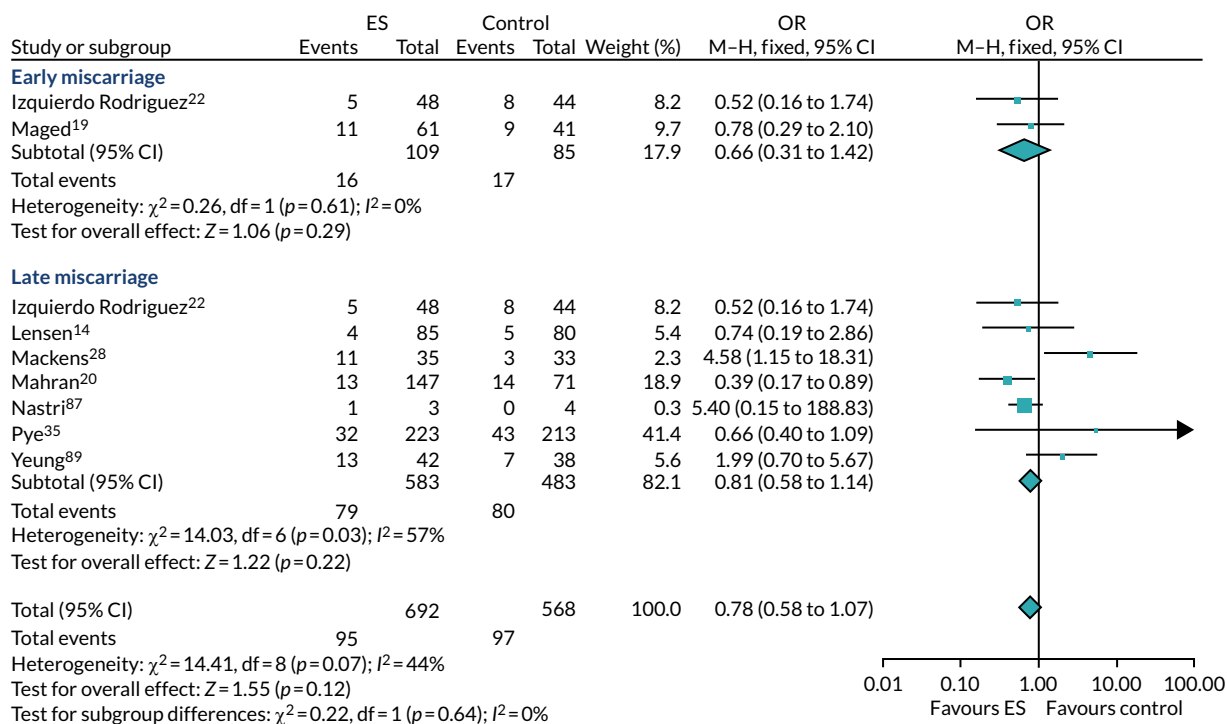 ES Control OR OR
Study or subgroup Events Total Events Total Weight (%) M–H, fixed, 95% CI M–H, fixed, 95% CI
Early miscarriage
Izquierdo Rodriguez22 5 48 8 44 8.2 0.52 (0.16 to 1.74)
Maged19 11 61 9 41 9.7 0.78 (0.29 to 2.10)
Subtotal (95% CI) 109 85 17.9 0.66 (0.31 to 1.42)
Total events 16 17
Heterogeneity: χ2 = 0.26, df = 1 (p = 0.61); I2 = 0%
Test for overall effect: Z = 1.06 (p = 0.29)
Late miscarriage
Izquierdo Rodriguez22 5 48 8 44 8.2 0.52 (0.16 to 1.74)
Lensen14 4 85 5 80 5.4 0.74 (0.19 to 2.86)
Mackens28 11 35 3 33 2.3 4.58 (1.15 to 18.31)
Mahran20 13 147 14 71 18.9 0.39 (0.17 to 0.89)
Nastri87 1 3 0 4 0.3 5.40 (0.15 to 188.83)
Pye35 32 223 43 213 41.4 0.66 (0.40 to 1.09)
Yeung89 13 42 7 38 5.6 1.99 (0.70 to 5.67)
Subtotal (95% CI) 583 483 82.1 0.81 (0.58 to 1.14)
Total events 79 80
Heterogeneity: χ2 = 14.03, df = 6 (p = 0.03); I2 = 57%
Test for overall effect: Z = 1.22 (p = 0.22)
Total (95% CI) 692 568 100.0 0.78 (0.58 to 1.07)
Total events 95 97
Heterogeneity: χ2 = 14.41, df = 8 (p = 0.07); I2 = 44%
Test for overall effect: Z = 1.55 (p = 0.12)
Test for subgroup differences: χ2 = 0.22, df = 1 (p = 0.64); I2 = 0%
0.01 0.10 1.00 10.00 100.00
Favours ES Favours control